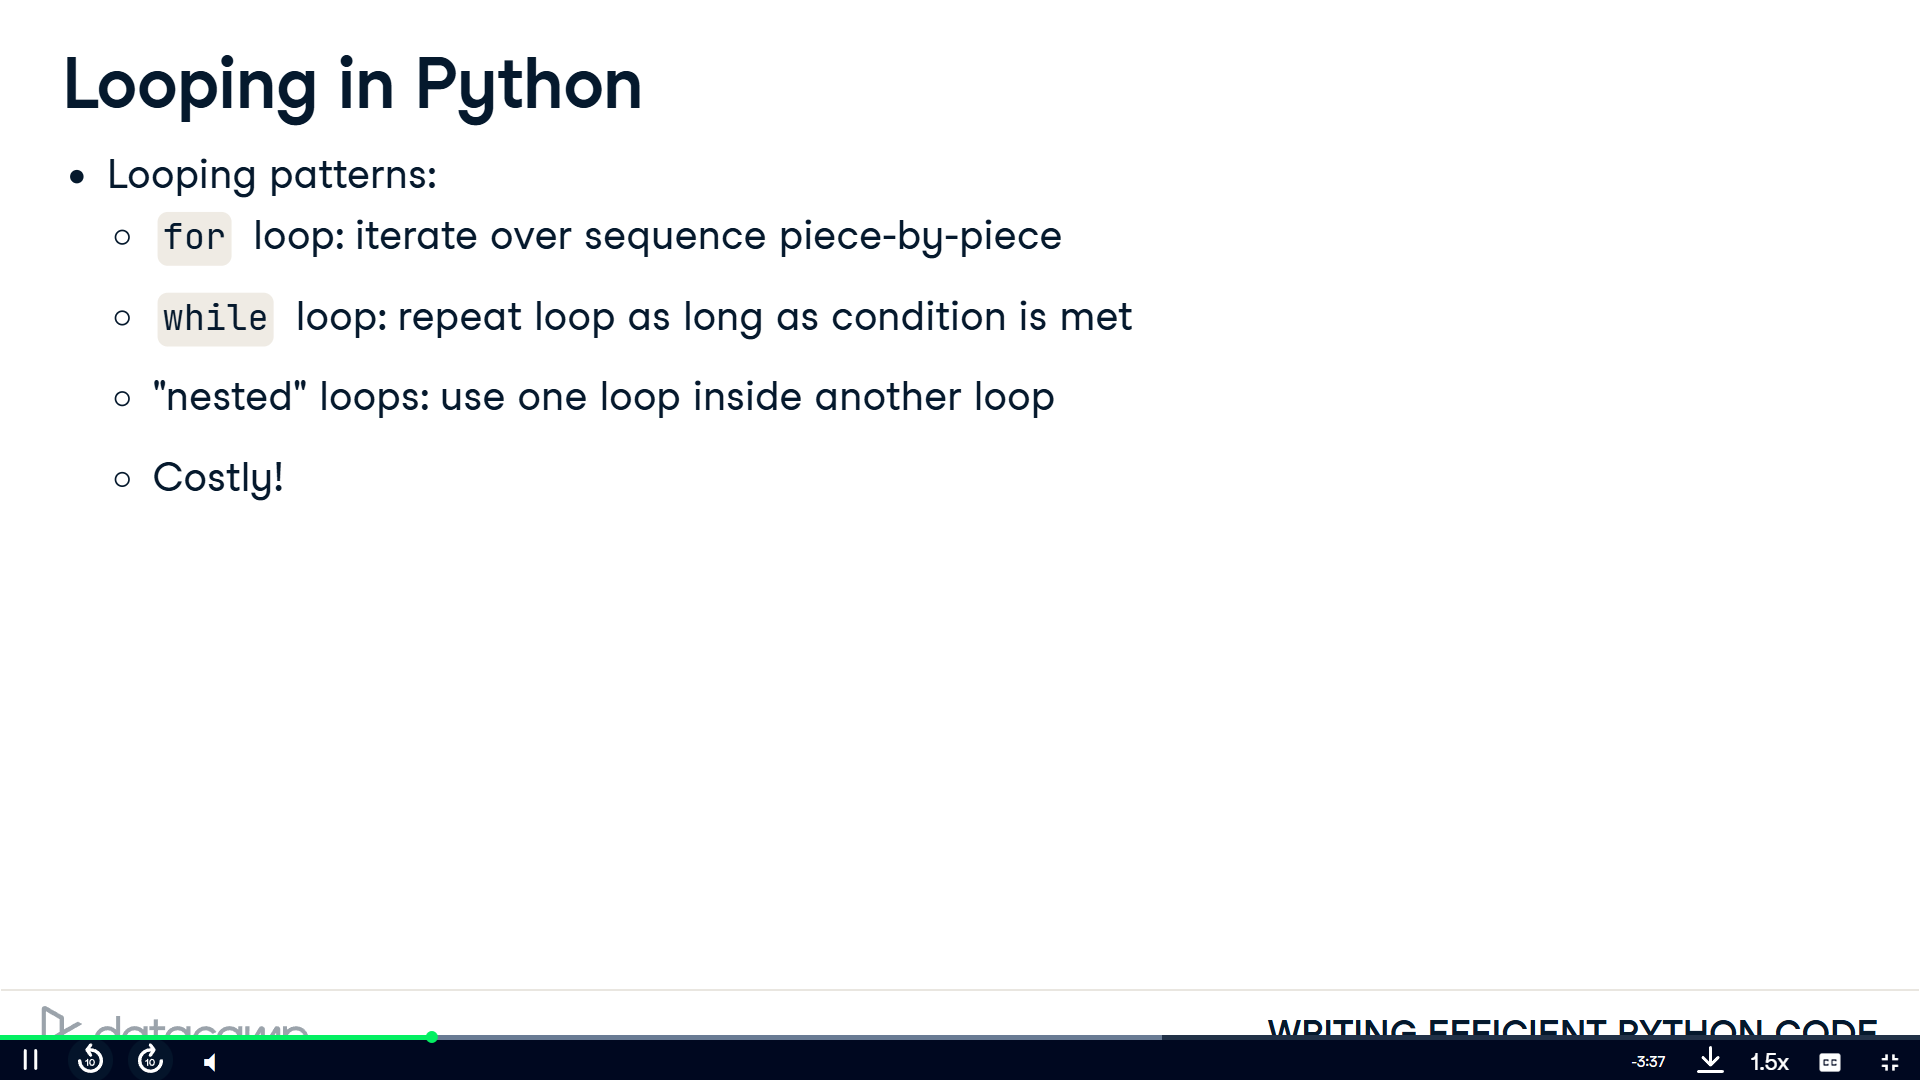 Looping in Python
Looping patterns:
for loop: iterate over sequence piece-by-piece
while loop: repeat loop as long as condition is met
"nested" loops: use one loop inside another loop
Costly!
datacamp
WRITING EFFICIENT PYTHON CODE
10
10
-3:37
1.5x
CC